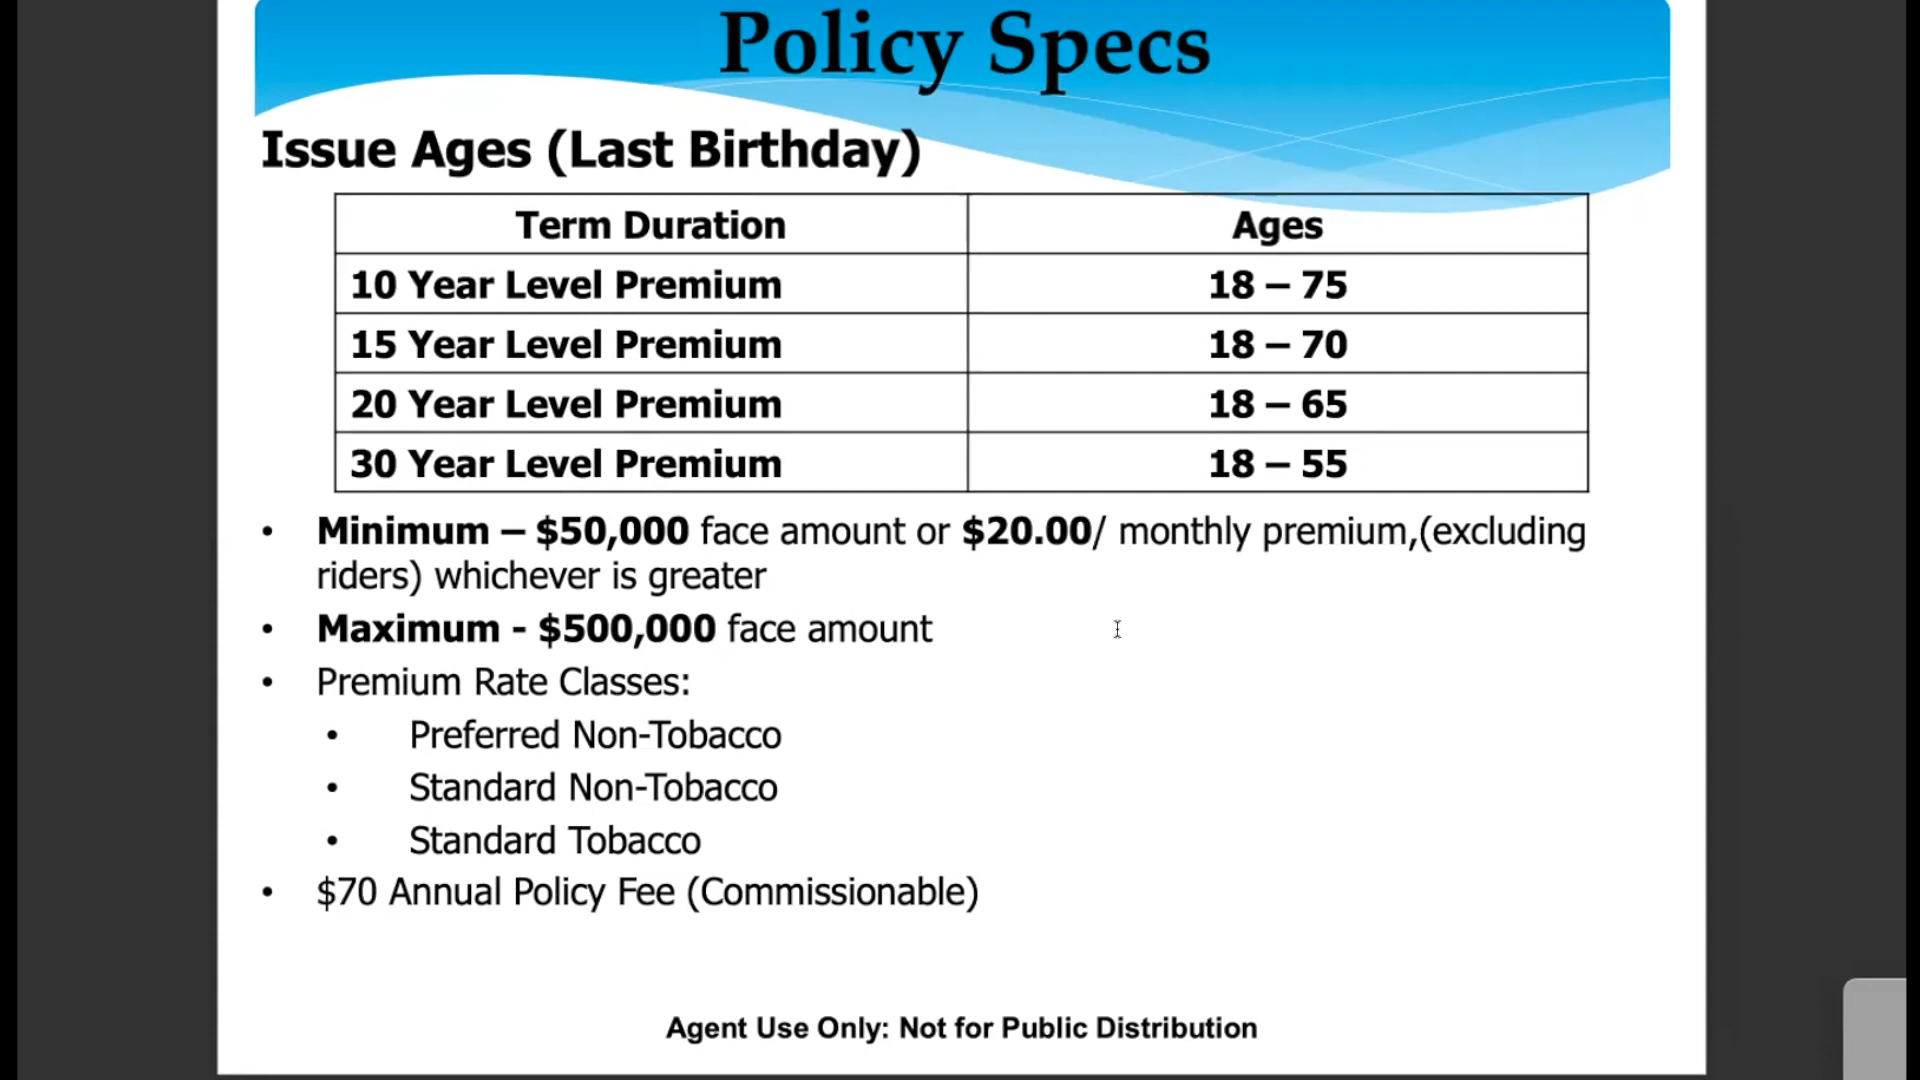 Policy Specs
Issue Ages (Last Birthday)
Term Duration Ages
10 Year Level Premium 18 – 75
15 Year Level Premium 18 – 70
20 Year Level Premium 18 – 65
30 Year Level Premium 18 – 55
• Minimum – $50,000 face amount or $20.00/ monthly premium,(excluding
riders) whichever is greater
• Maximum - $500,000 face amount
• Premium Rate Classes:
• Preferred Non-Tobacco
• Standard Non-Tobacco
• Standard Tobacco
• $70 Annual Policy Fee (Commissionable)
Agent Use Only: Not for Public Distribution